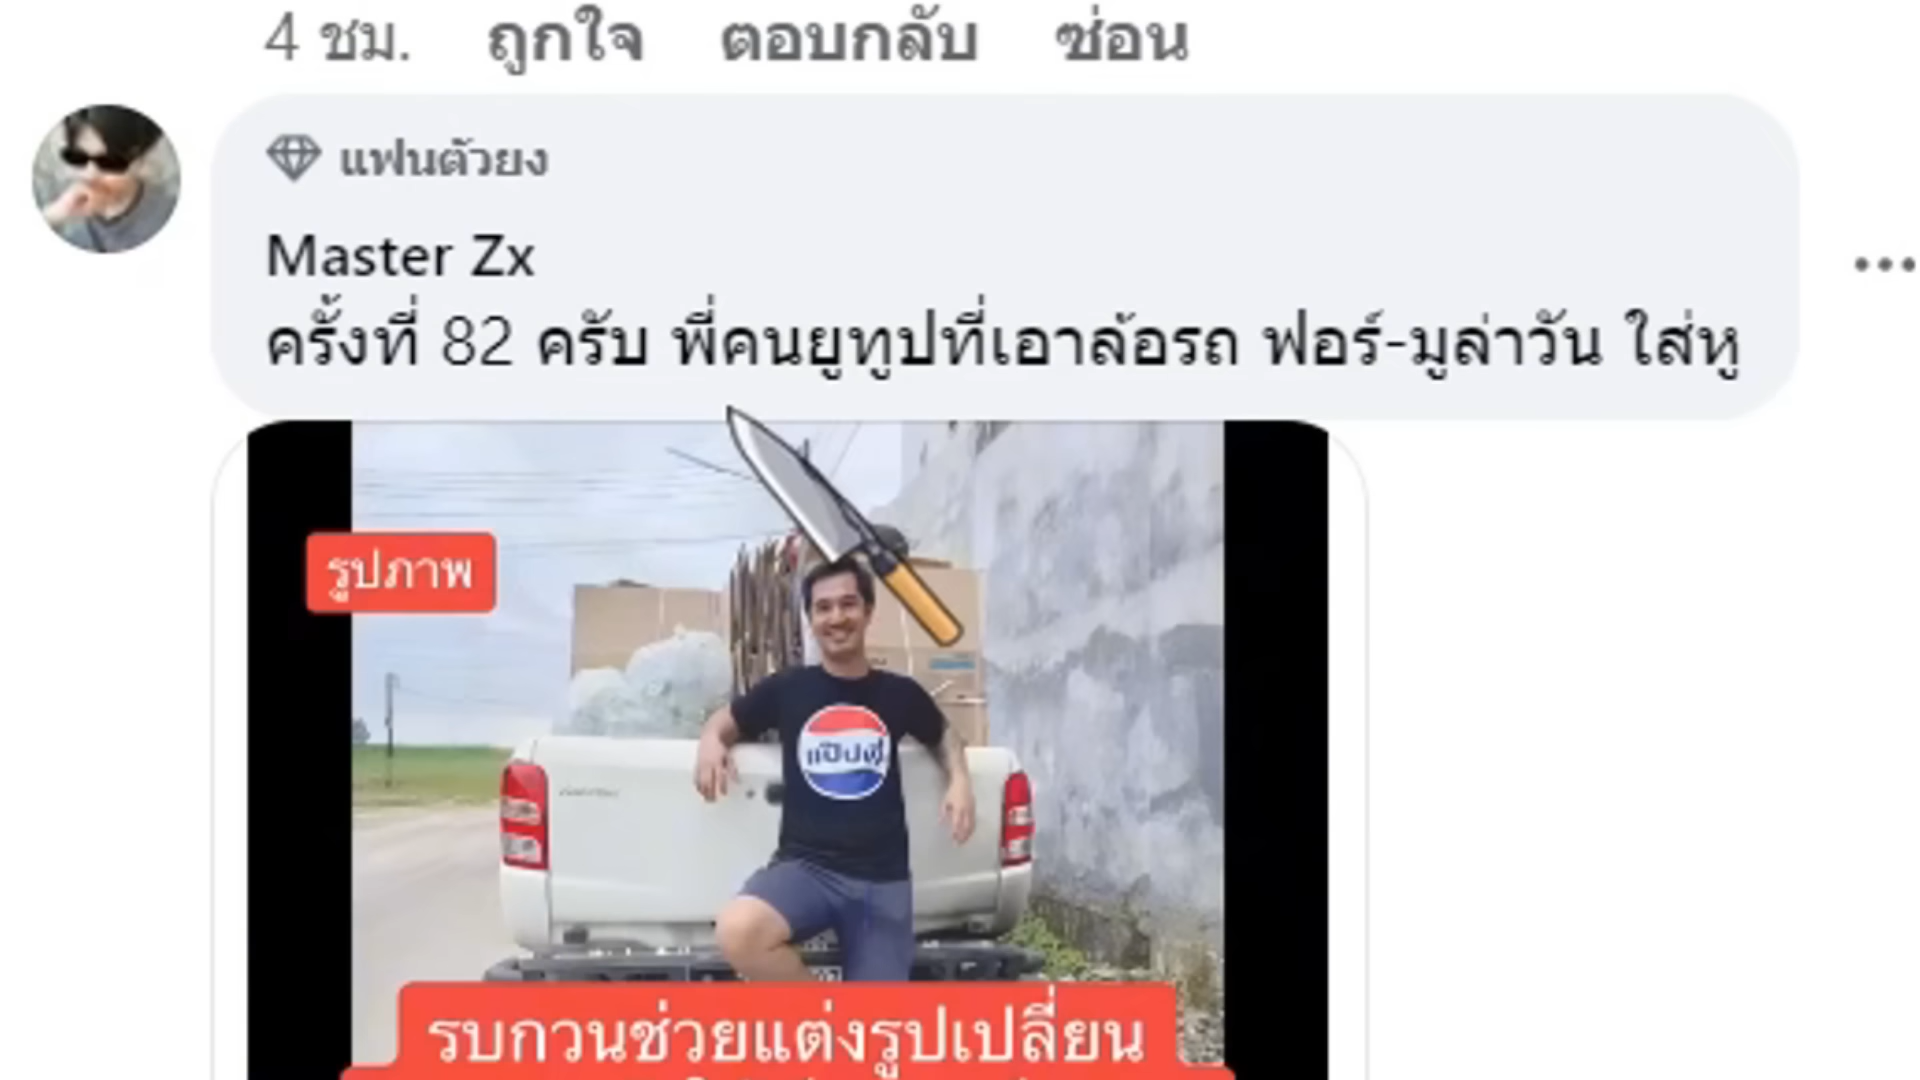 4 ชม. ถูกใจ ตอบกลับ ซ่อน
แฟนตัวยง
Master Zx
ครั้งที่ 82 ครับ พี่คนยูทูปที่เอาล้อรถ ฟอร์-มูล่าวัน ใส่หู
รูปภาพ
รบกวนช่วยแต่งรูปเปลี่ยน